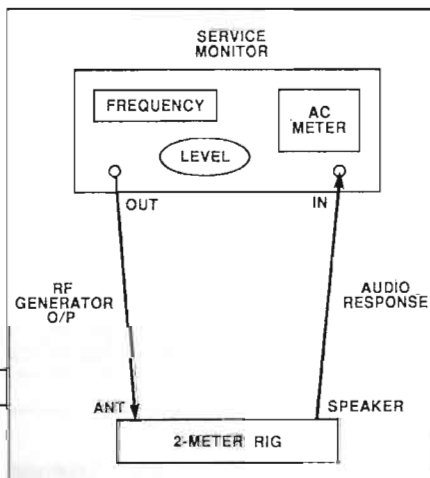 SERVICE
MONITOR
FREQUENCY
AC
METER
LEVEL
OUT
IN
RF
GENERATOR
O/P
AUDIO
RESPONSE
ANT
SPEAKER
2-METER RIG